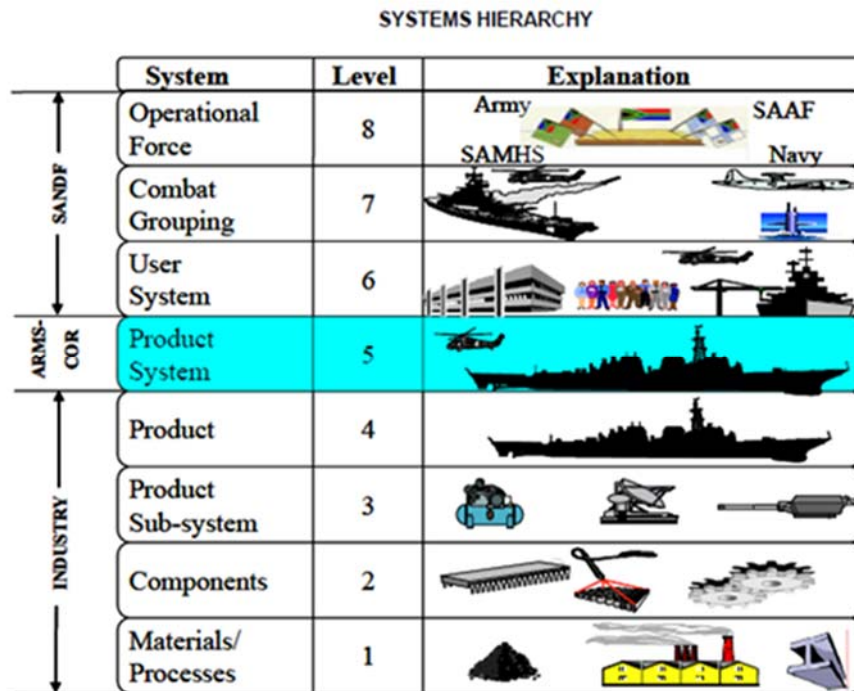 SYSTEMS HIERARCHY
System Level Explanation
SANDF
Operational
Force
8
Army
SAAF
SAMHS
Navy
Combat
Grouping
7
User
System
6
ARMS-
COR
Product
System
5
INDUSTRY
Product
4
Product
Sub-system
3
Components
2
Materials/
Processes
1